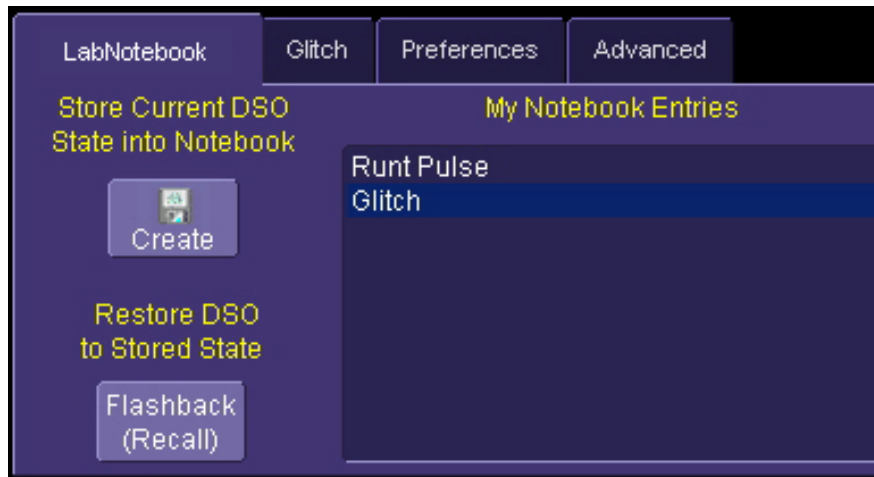 LabNotebook
Glitch
Preferences
Advanced
Store Current DSO
State into Notebook
Create
Restore DSO
to Stored State
Flashback
(Recall)
My Notebook Entries
Runt Pulse
Glitch